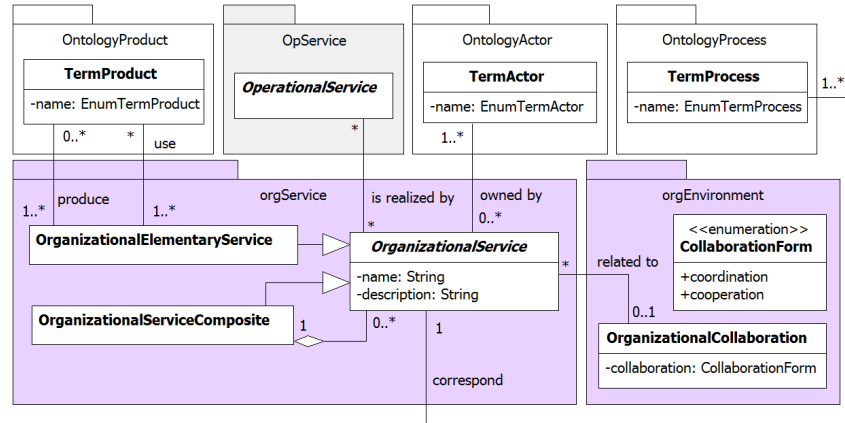 OntologyProduct
TermProduct
-name: EnumTermProduct
OpService
OperationalService
OntologyActor
TermActor
-name: EnumTermActor
OntologyProcess
TermProcess
-name: EnumTermProcess
1..*
0..*
*
use
*
1..*
orgService
produce
1..*
1..*
is realized by
*
owned by
0..*
OrganizationalElementaryService
OrganizationalService
-name: String
-description: String
OrganizationalServiceComposite
1
0..*
1
correspond
*
related to
0..1
orgEnvironment
<<enumeration>>
CollaborationForm
+coordination
+cooperation
OrganizationalCollaboration
-collaboration: CollaborationForm